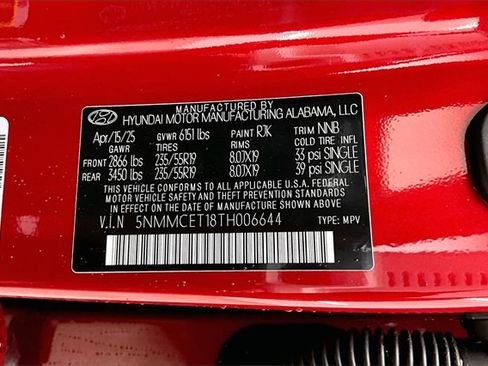 MANUFACTURED BY
HYUNDAI MOTOR MANUFACTURING ALABAMA, LLC
Apr/15/25 GVWR 6151 lbs PAINT R7K TRIM NNB
TIRES RIMS COLD TIRE INFL
FRONT 2866 lbs 235/55R19 8.0JX19 33 psi SINGLE
REAR 3450 lbs 235/55R19 8.0JX19 39 psi SINGLE
THIS VEHICLE CONFORMS TO ALL APPLICABLE U.S.A. FEDERAL
MOTOR VEHICLE SAFETY AND THEFT PREVENTION STANDARDS
IN EFFECT ON THE DATE OF MANUFACTURE SHOWN ABOVE.
V.I.N 5NMMCET18TH006644 TYPE: MPV